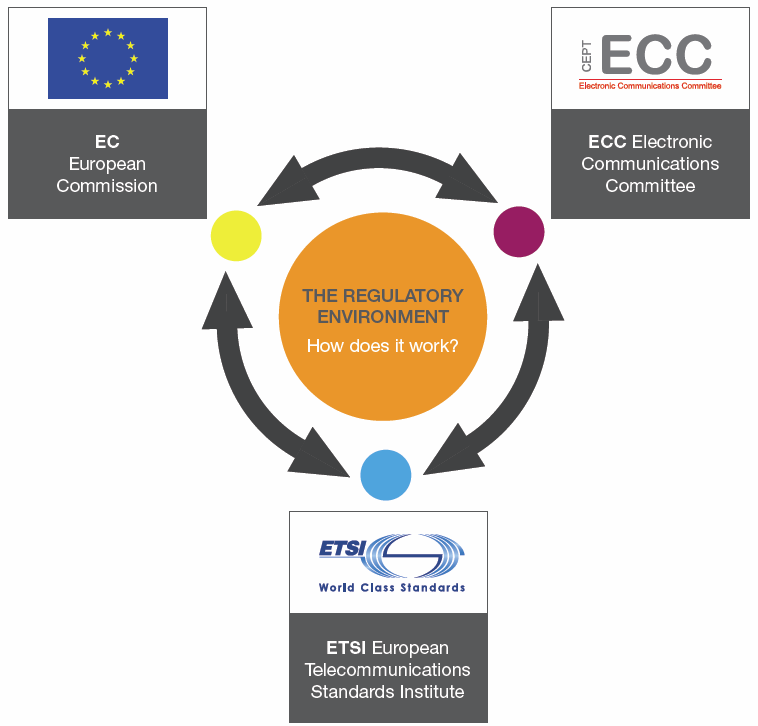 EC
European
Commission
CEPT
ECC
Electronic Communications Committee
ECC Electronic
Communications
Committee
THE REGULATORY
ENVIRONMENT
How does it work?
ETSI
World Class Standards
ETSI European
Telecommunications
Standards Institute